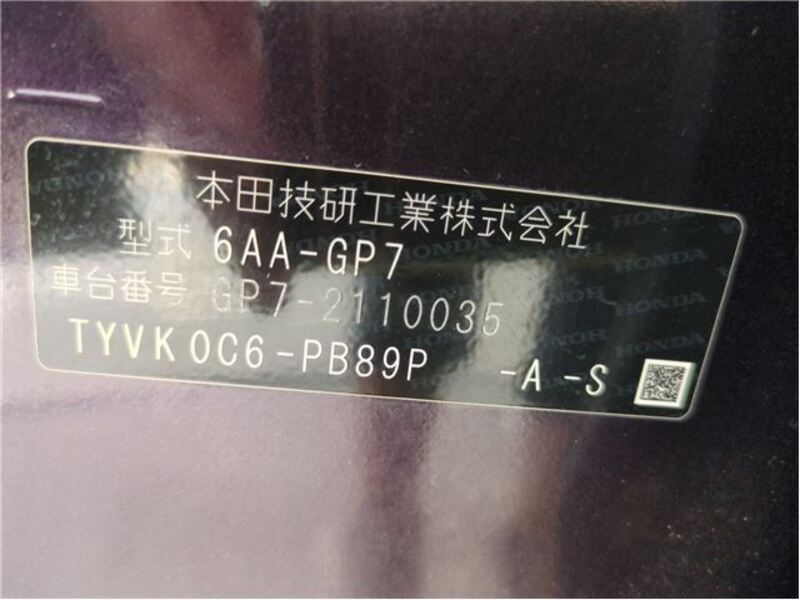 本田技研工業株式会社
型式 6AA-GP7
車台番号 GP7-2110035
TYVK0C6-PB89P -A -S